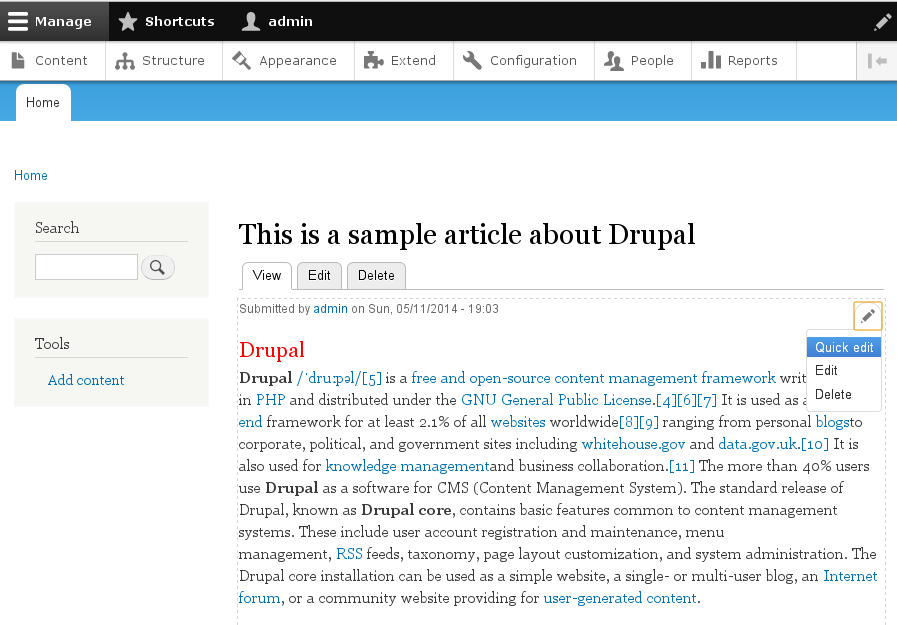 Manage Shortcuts admin
Content Structure Appearance Extend Configuration People Reports
Home
Home
Search
Tools
Add content
This is a sample article about Drupal
View Edit Delete
Submitted by admin on Sun, 05/11/2014 - 19:03
Quick edit
Edit
Delete
Drupal
Drupal /ˈdruːpəl/[5] is a free and open-source content management framework writ
in PHP and distributed under the GNU General Public License.[4][6][7] It is used as a
end framework for at least 2.1% of all websites worldwide[8][9] ranging from personal blogsto
corporate, political, and government sites including whitehouse.gov and data.gov.uk.[10] It is
also used for knowledge managementand business collaboration.[11] The more than 40% users
use Drupal as a software for CMS (Content Management System). The standard release of
Drupal, known as Drupal core, contains basic features common to content management
systems. These include user account registration and maintenance, menu
management, RSS feeds, taxonomy, page layout customization, and system administration. The
Drupal core installation can be used as a simple website, a single- or multi-user blog, an Internet
forum, or a community website providing for user-generated content.